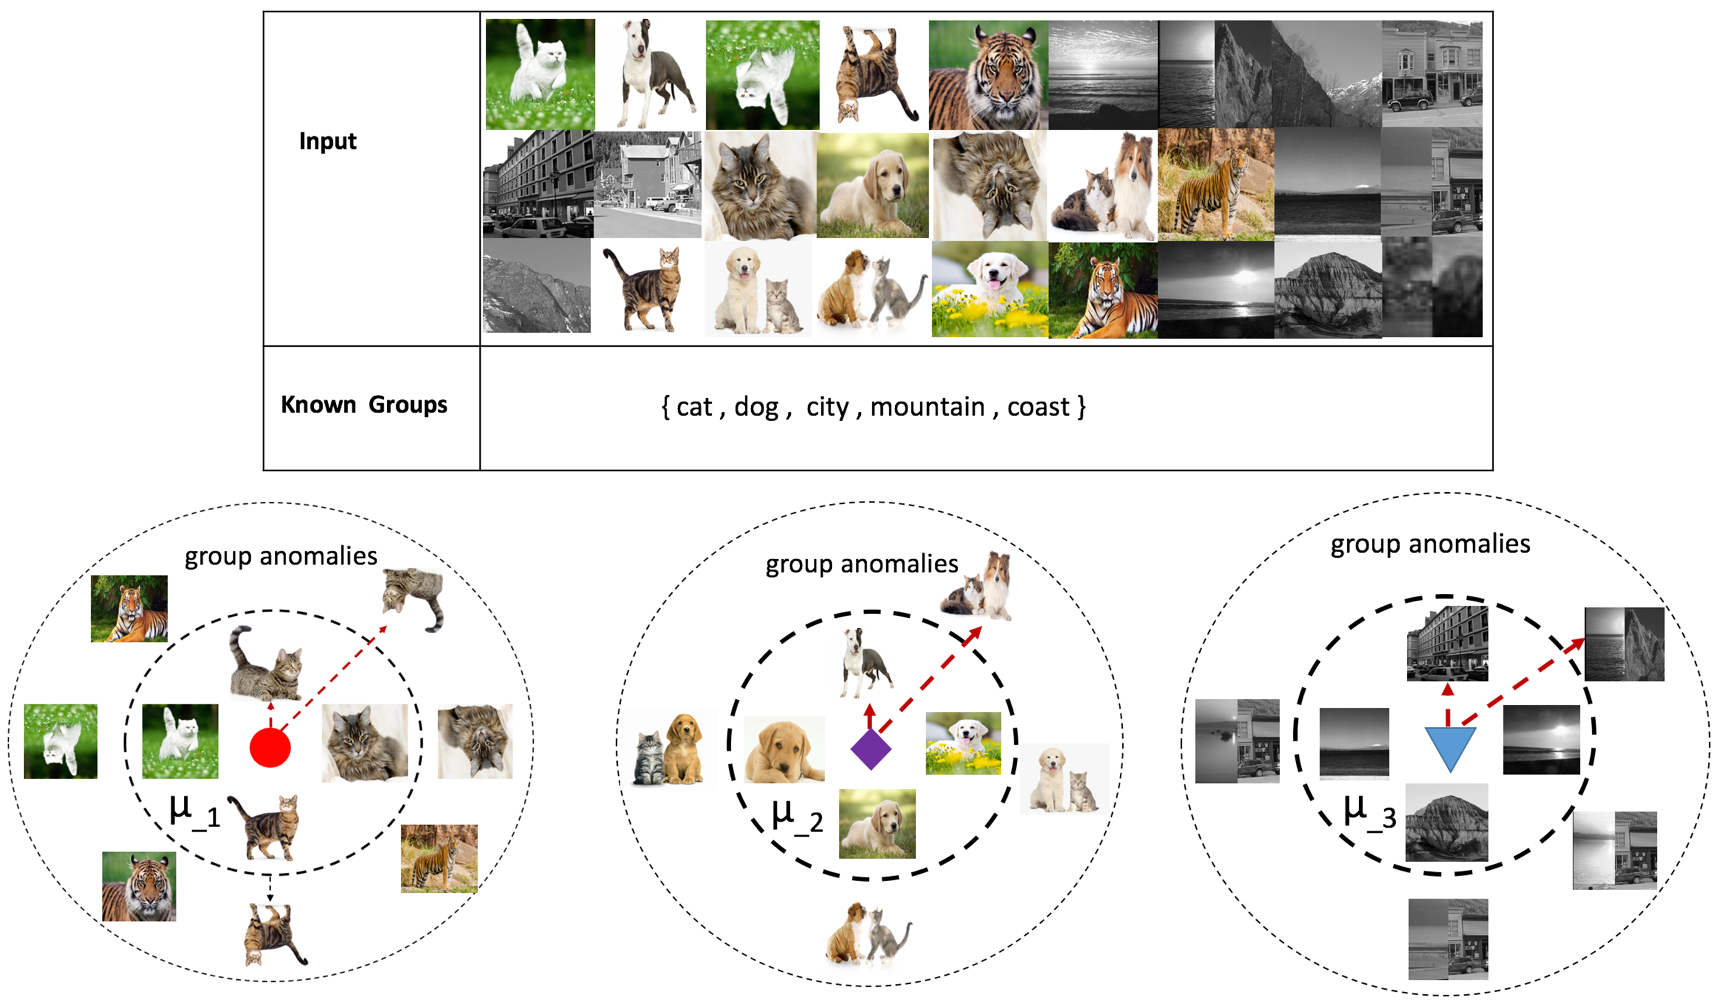 Input
Known Groups
{ cat , dog , city , mountain , coast }
group anomalies
group anomalies
group anomalies
μ_1
μ_2
μ_3